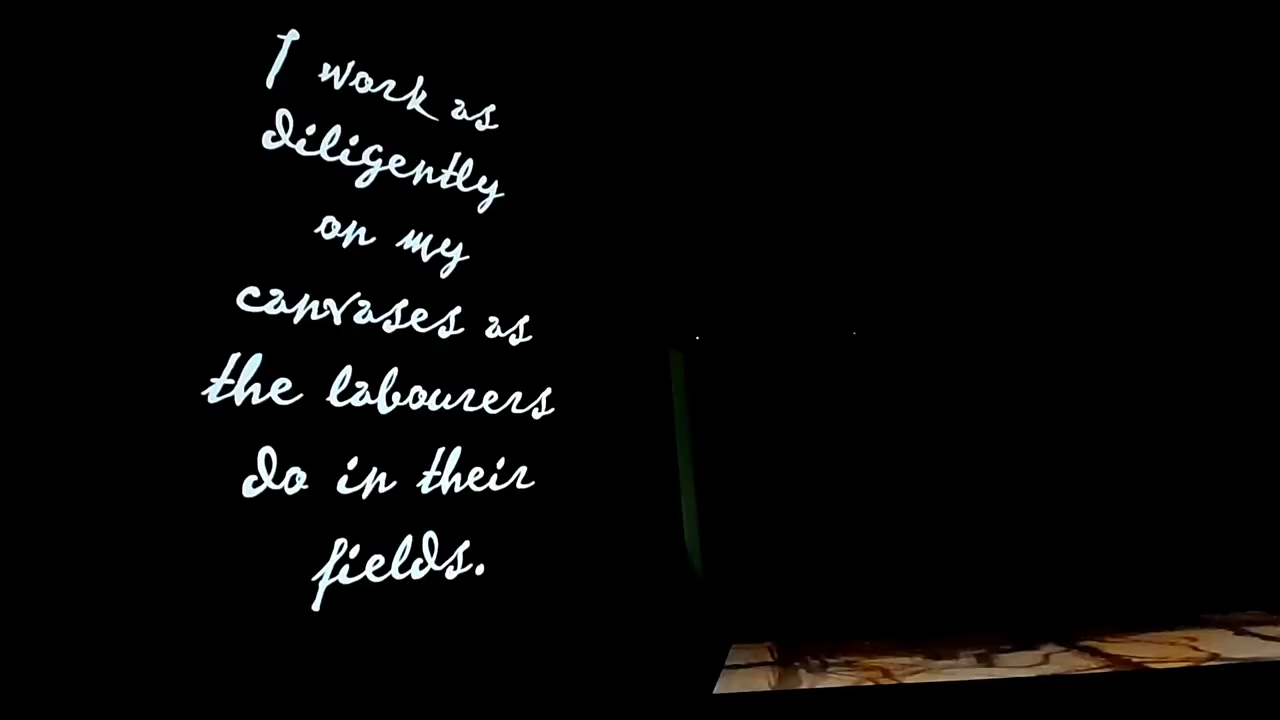 I work as
diligently
on my
canvases as
the labourers
do in their
fields.